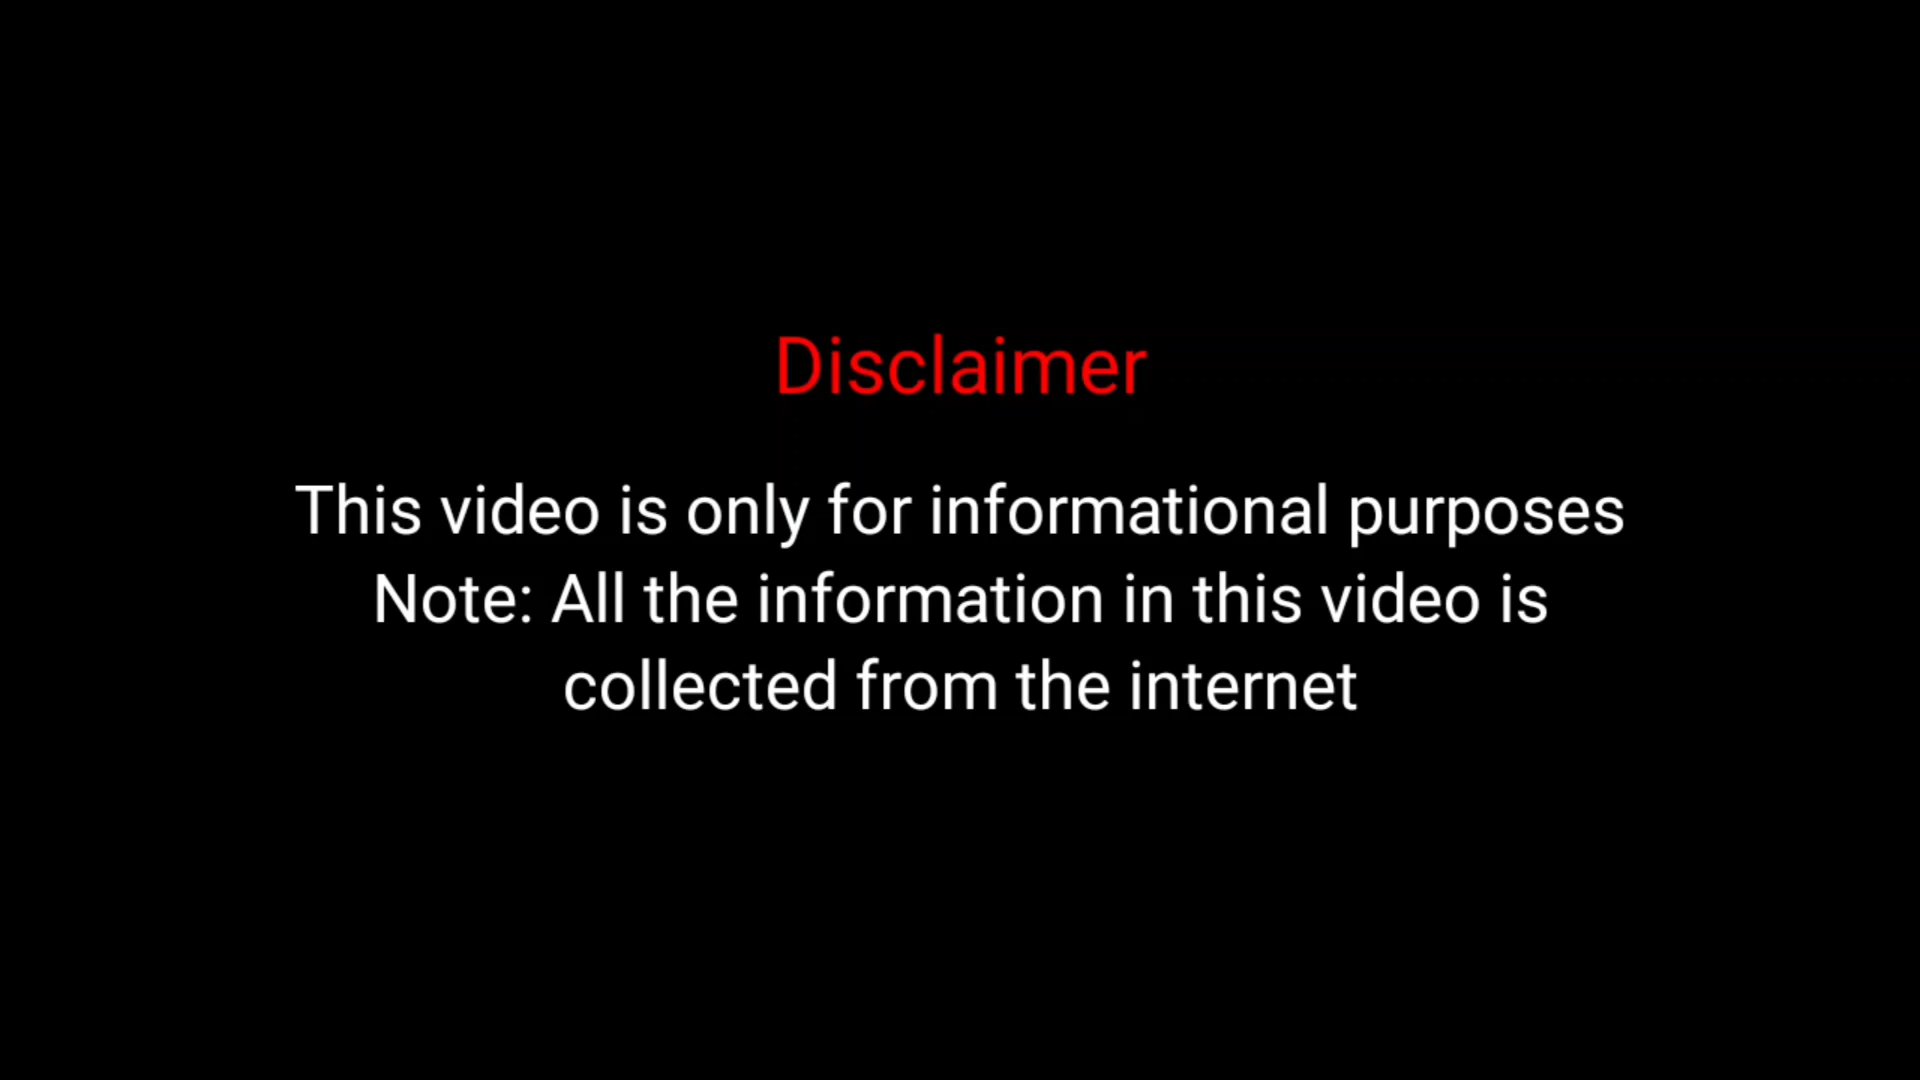 Disclaimer
This video is only for informational purposes
Note: All the information in this video is
collected from the internet